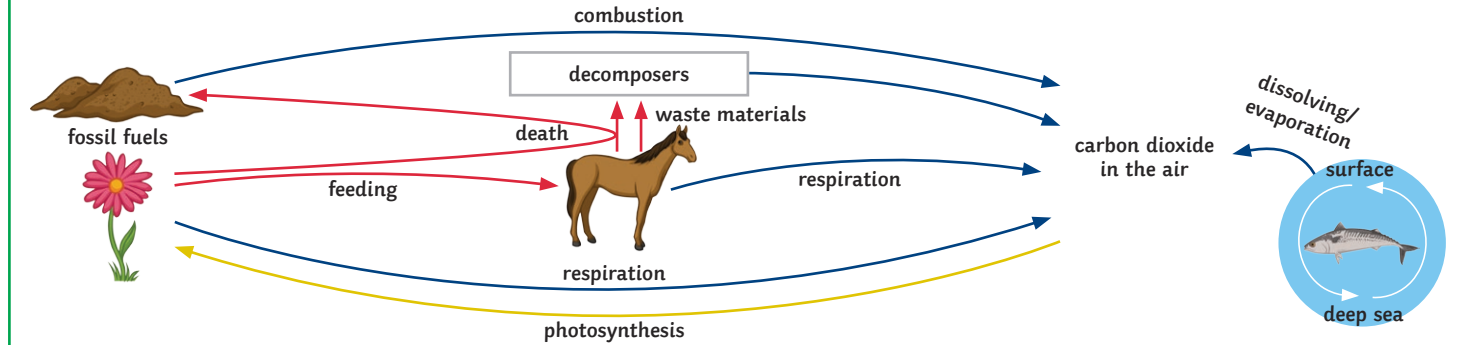 combustion
decomposers
waste materials
death
fossil fuels
feeding
respiration
carbon dioxide
in the air
dissolving/
evaporation
surface
deep sea
respiration
photosynthesis